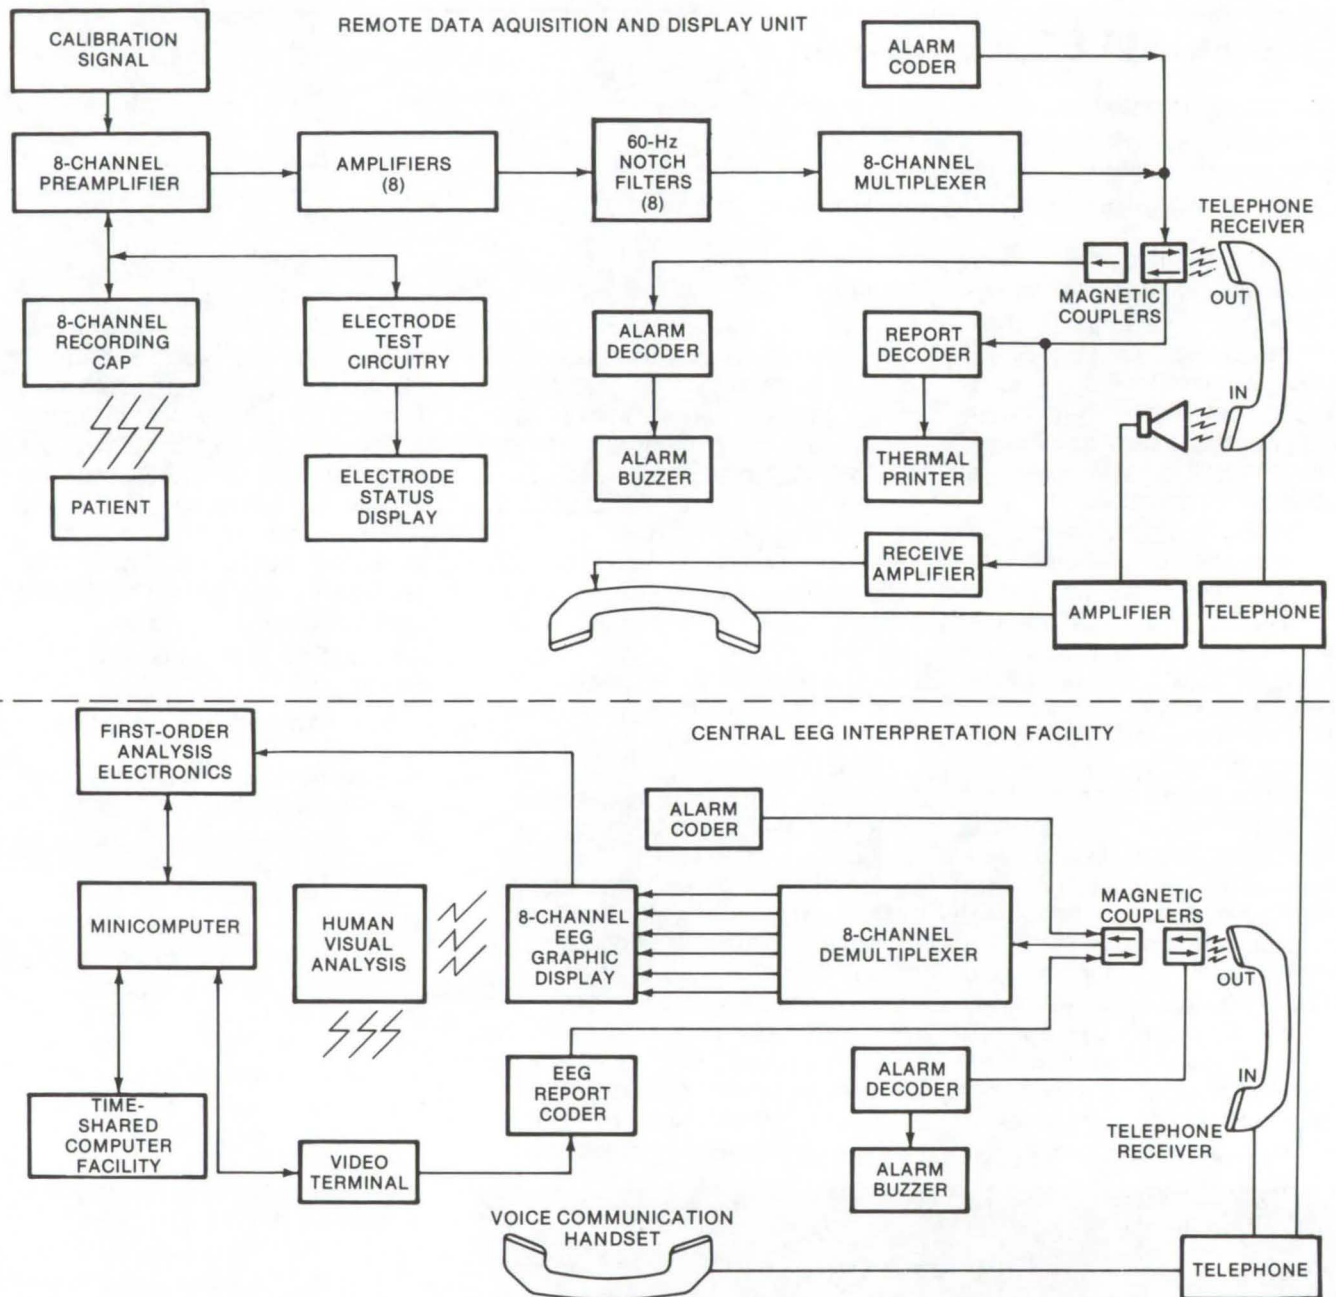 REMOTE DATA AQUISITION AND DISPLAY UNIT
CALIBRATION
SIGNAL
ALARM
CODER
8-CHANNEL
PREAMPLIFIER
AMPLIFIERS
(8)
60-Hz
NOTCH
FILTERS
(8)
8-CHANNEL
MULTIPLEXER
TELEPHONE
RECEIVER
MAGNETIC
COUPLERS
OUT
8-CHANNEL
RECORDING
CAP
ELECTRODE
TEST
CIRCUITRY
ALARM
DECODER
REPORT
DECODER
IN
PATIENT
ELECTRODE
STATUS
DISPLAY
ALARM
BUZZER
THERMAL
PRINTER
RECEIVE
AMPLIFIER
AMPLIFIER
TELEPHONE
CENTRAL EEG INTERPRETATION FACILITY
FIRST-ORDER
ANALYSIS
ELECTRONICS
ALARM
CODER
MINICOMPUTER
HUMAN
VISUAL
ANALYSIS
8-CHANNEL
EEG
GRAPHIC
DISPLAY
8-CHANNEL
DEMULTIPLEXER
MAGNETIC
COUPLERS
OUT
TIME-
SHARED
COMPUTER
FACILITY
EEG
REPORT
CODER
ALARM
DECODER
IN
TELEPHONE
RECEIVER
VIDEO
TERMINAL
ALARM
BUZZER
VOICE COMMUNICATION
HANDSET
TELEPHONE